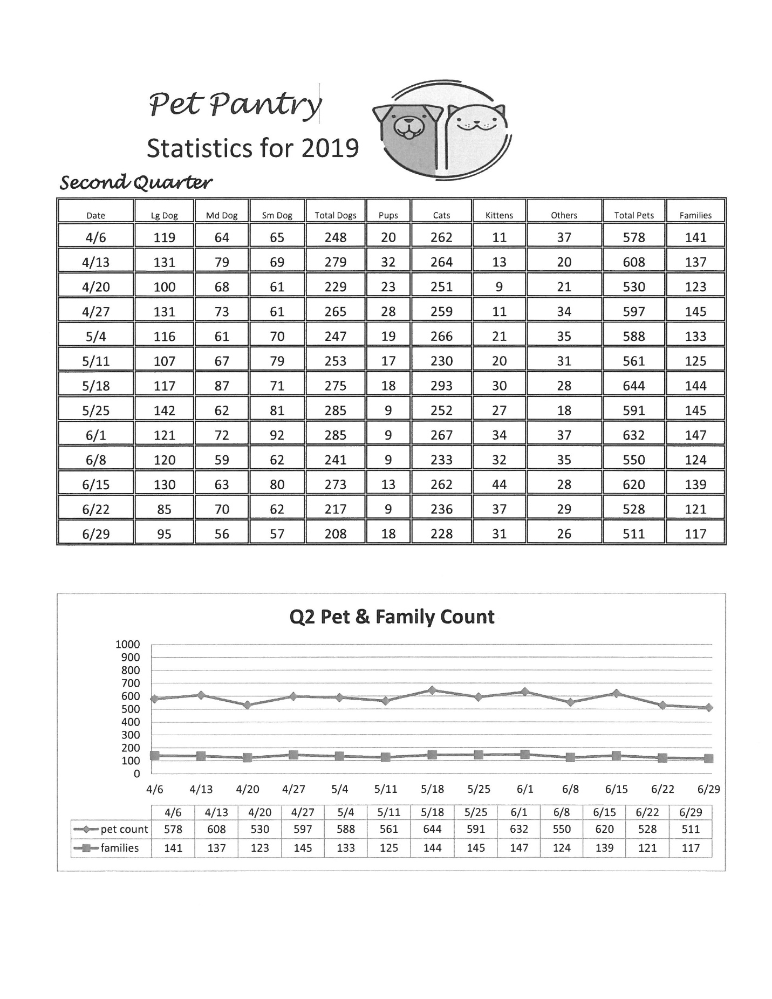 Pet Pantry
Statistics for 2019
Second Quarter
Date Lg Dog Md Dog Sm Dog Total Dogs Pups Cats Kittens Others Total Pets Families
4/6 119 64 65 248 20 262 11 37 578 141
4/13 131 79 69 279 32 264 13 20 608 137
4/20 100 68 61 229 23 251 9 21 530 123
4/27 131 73 61 265 28 259 11 34 597 145
5/4 116 61 70 247 19 266 21 35 588 133
5/11 107 67 79 253 17 230 20 31 561 125
5/18 117 87 71 275 18 293 30 28 644 144
5/25 142 62 81 285 9 252 27 18 591 145
6/1 121 72 92 285 9 267 34 37 632 147
6/8 120 59 62 241 9 233 32 35 550 124
6/15 130 63 80 273 13 262 44 28 620 139
6/22 85 70 62 217 9 236 37 29 528 121
6/29 95 56 57 208 18 228 31 26 511 117
Q2 Pet & Family Count
1000
900
800
700
600
500
400
300
200
100
0
4/6 4/13 4/20 4/27 5/4 5/11 5/18 5/25 6/1 6/8 6/15 6/22 6/29
4/6 4/13 4/20 4/27 5/4 5/11 5/18 5/25 6/1 6/8 6/15 6/22 6/29
pet count 578 608 530 597 588 561 644 591 632 550 620 528 511
families 141 137 123 145 133 125 144 145 147 124 139 121 117